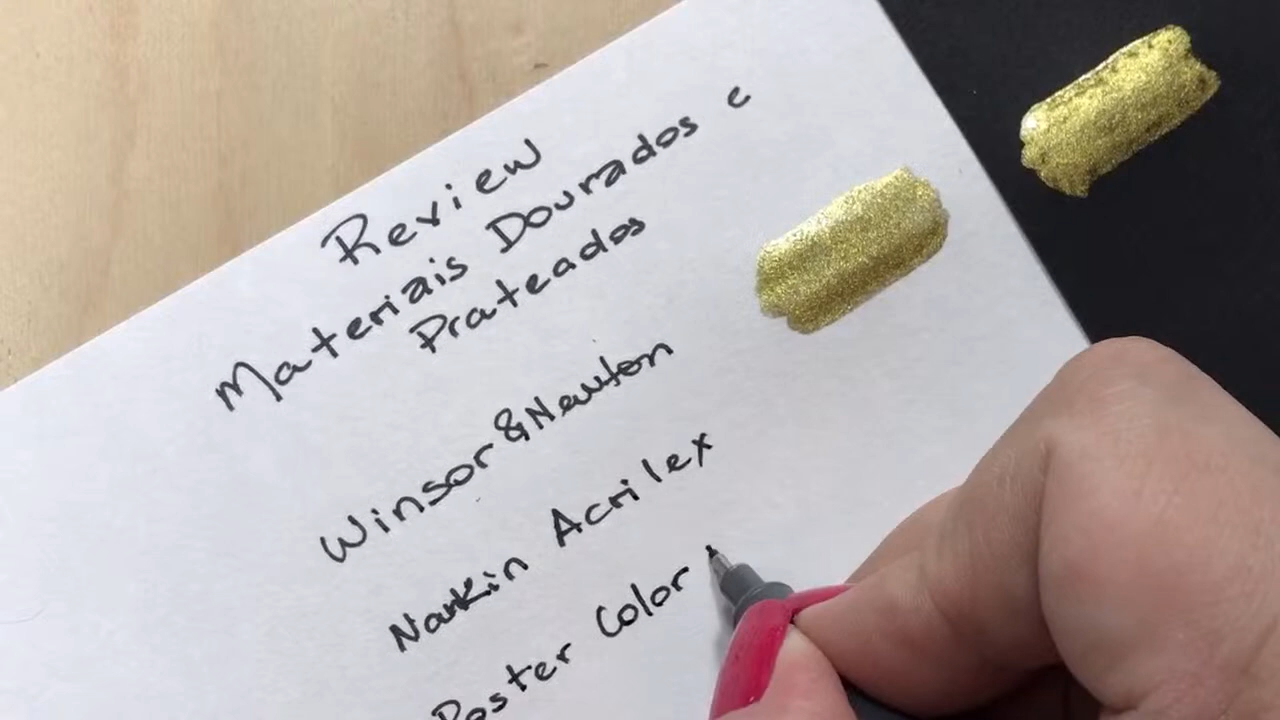 Review
Materiais Dourados e
Prateados
Winsor & Newton
Nankin Acrilex
Poster Color